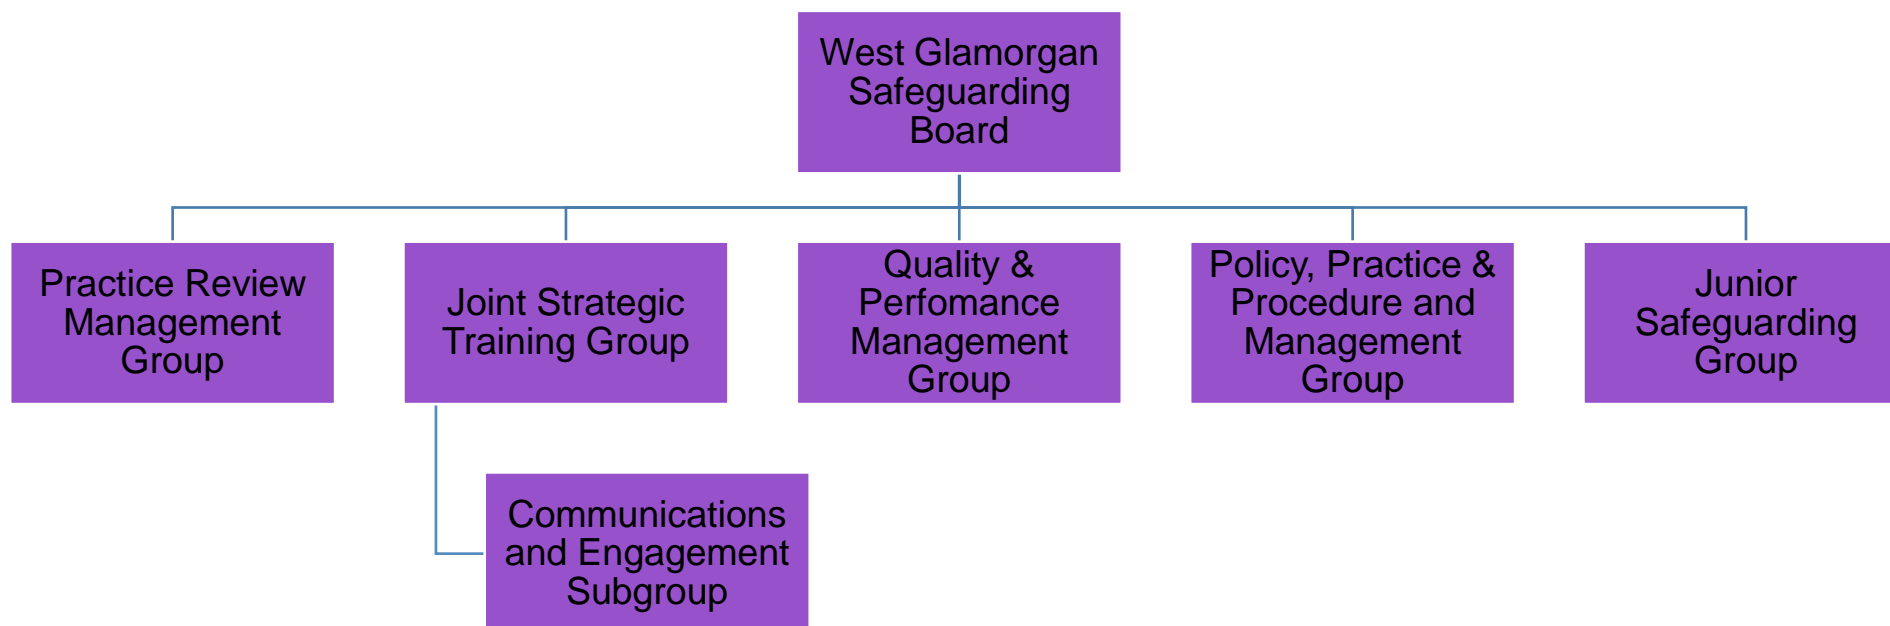 West Glamorgan
Safeguarding
Board
Practice Review
Management
Group
Joint Strategic
Training Group
Quality &
Perfomance
Management
Group
Policy, Practice &
Procedure and
Management
Group
Junior
Safeguarding
Group
Communications
and Engagement
Subgroup